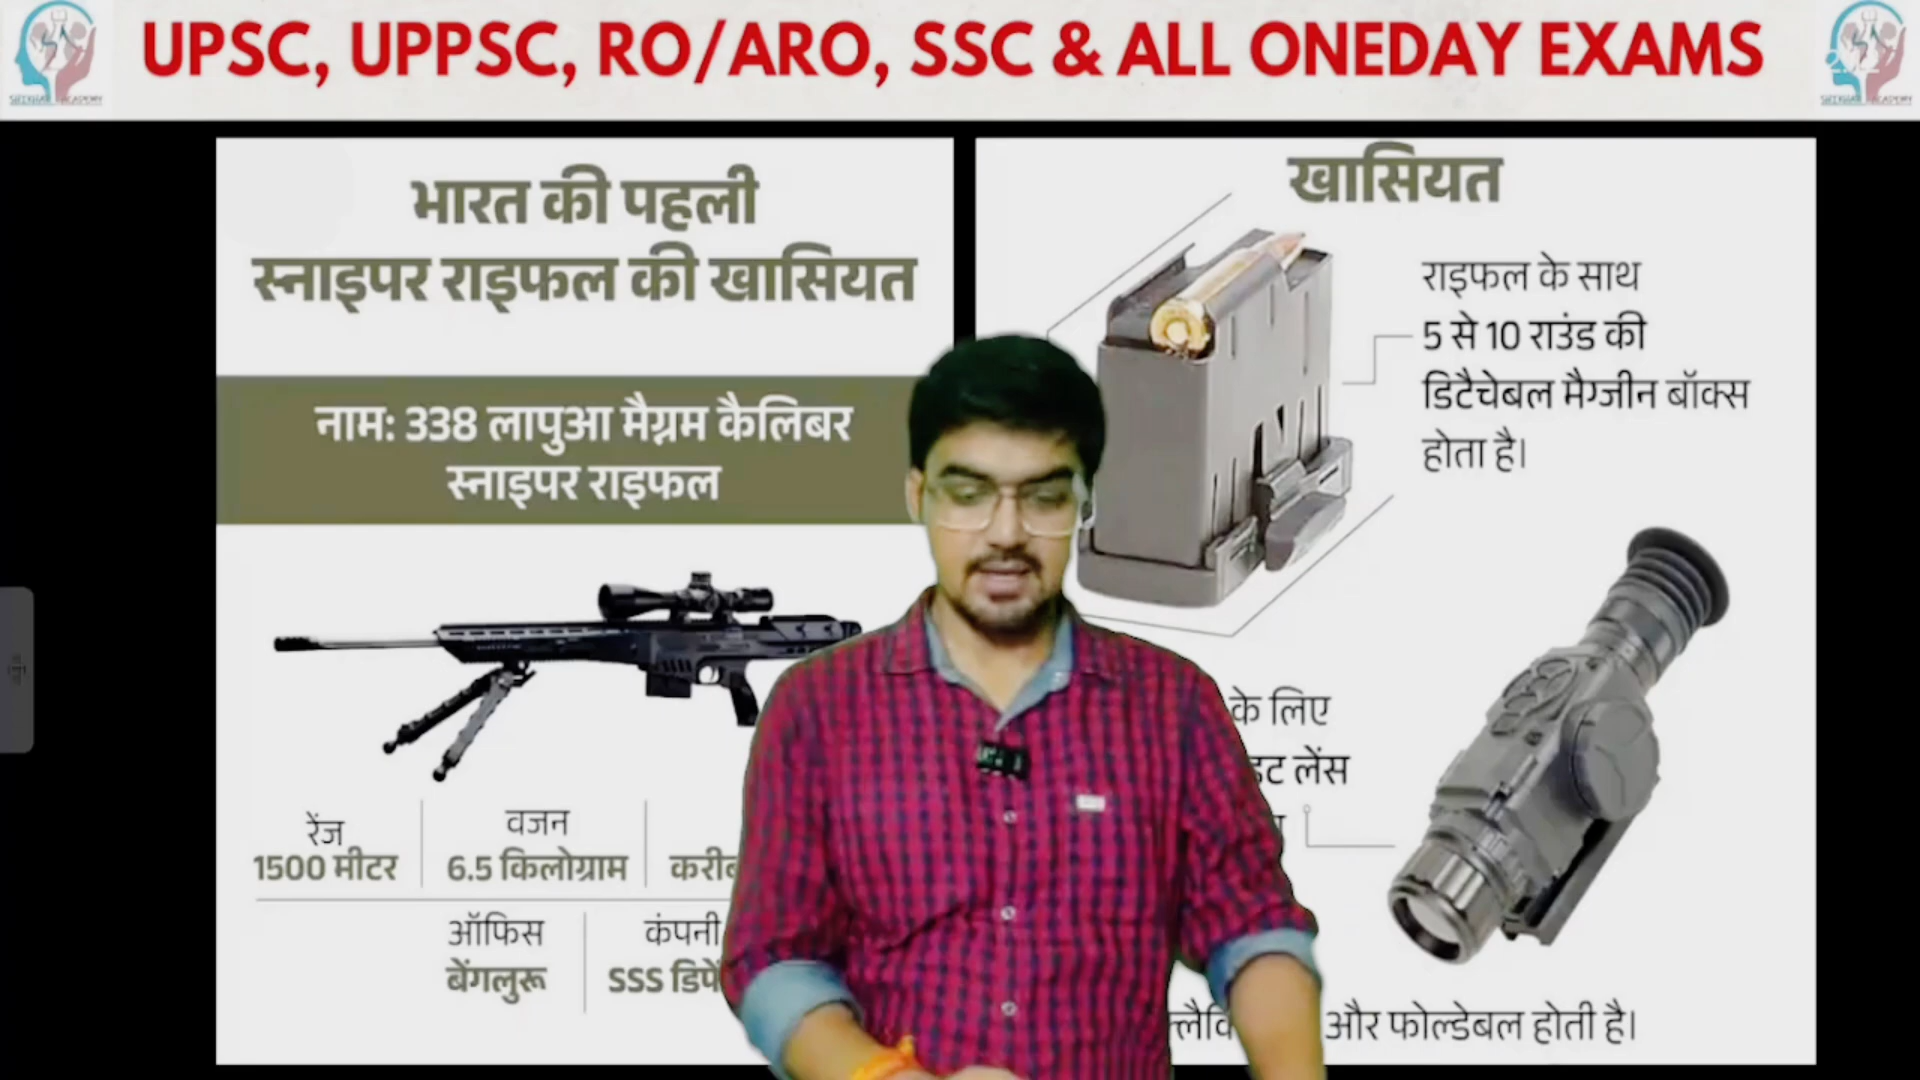 UPSC, UPPSC, RO/ARO, SSC & ALL ONEDAY EXAMS
भारत की पहली
स्नाइपर राइफल की खासियत
नाम: 338 लापुआ मैग्नम कैलिबर
स्नाइपर राइफल
रेंज
1500 मीटर
वजन
6.5 किलोग्राम
ऑफिस
बेंगलुरू
कंपनी
SSS
खासियत
राइफल के साथ
5 से 10 राउंड की
डिटैचेबल मैग्जीन बॉक्स
होता है।
के लिए
लेंस
और फोल्डेबल होती है।